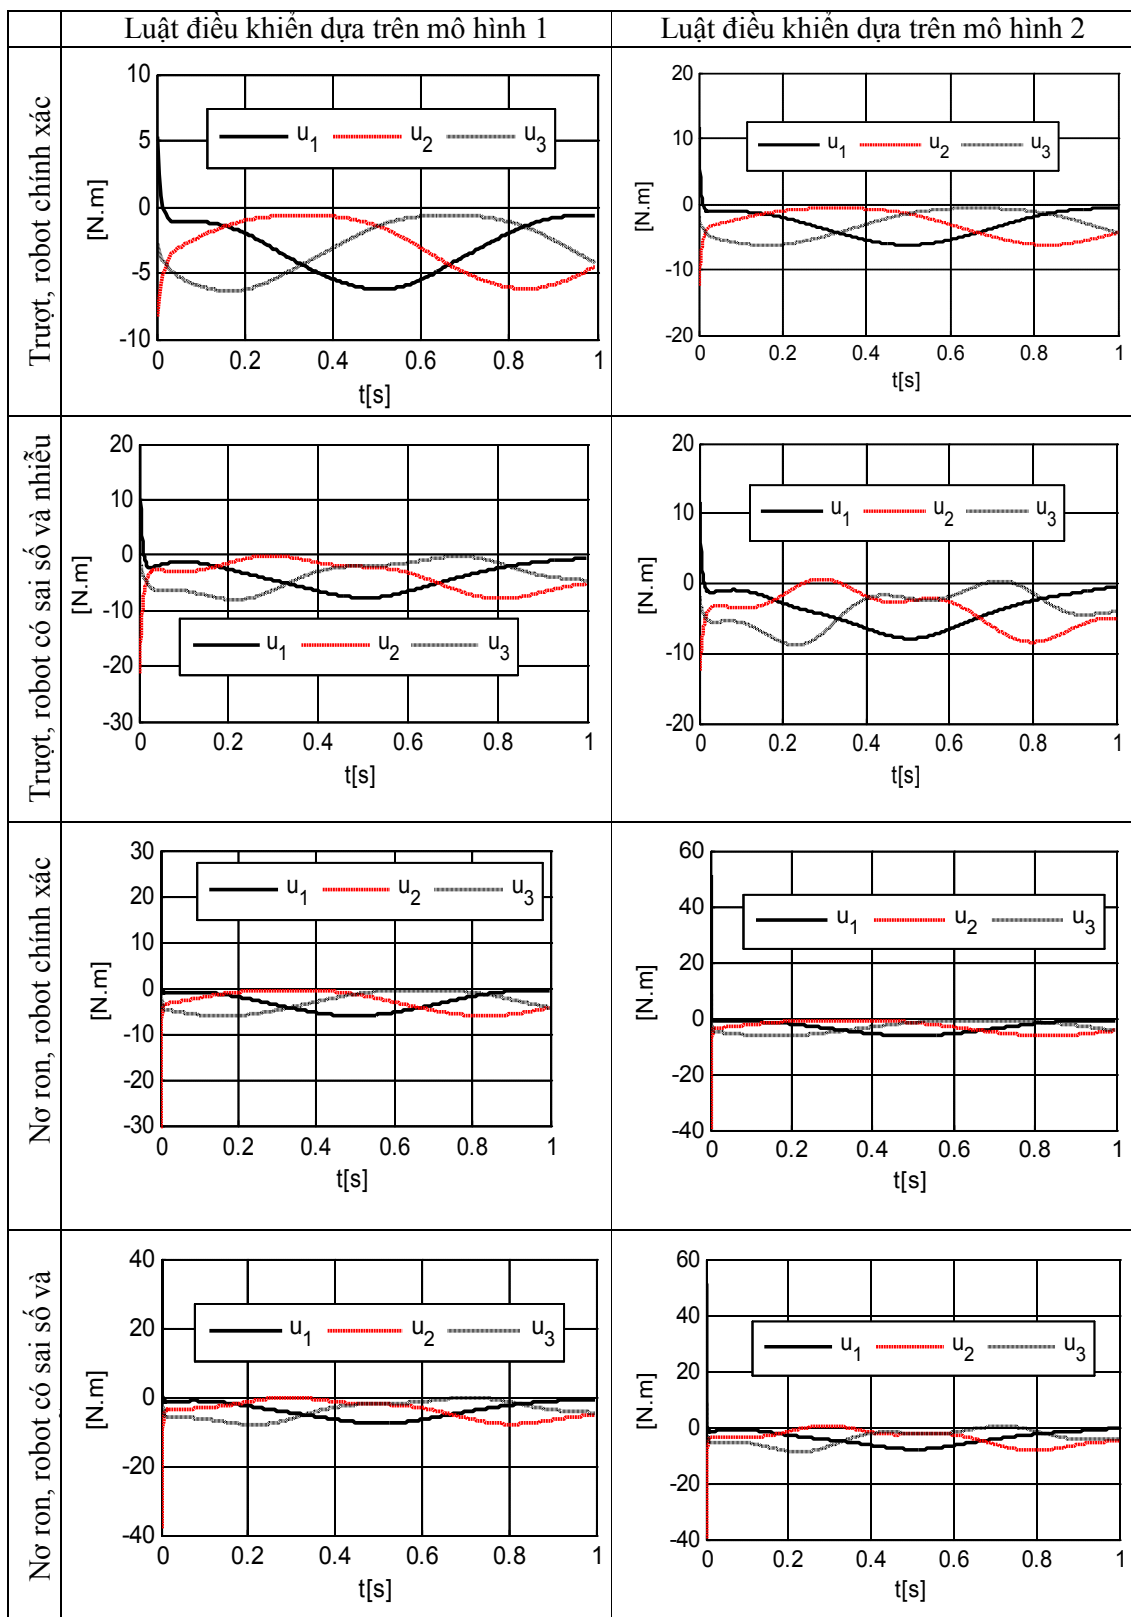 Luật điều khiển dựa trên mô hình 1
Luật điều khiển dựa trên mô hình 2
Trượt, robot chính xác
10
5
0
-5
-10
[N.m]
u1 u2 u3
0 0.2 0.4 0.6 0.8 1
t[s]
20
10
0
-10
-20
[N.m]
u1 u2 u3
0 0.2 0.4 0.6 0.8 1
t[s]
Trượt, robot có sai số và nhiễu
20
10
0
-10
-20
-30
[N.m]
u1 u2 u3
0 0.2 0.4 0.6 0.8 1
t[s]
20
10
0
-10
-20
[N.m]
u1 u2 u3
0 0.2 0.4 0.6 0.8 1
t[s]
Nơ ron, robot chính xác
30
20
10
0
-10
-20
-30
[N.m]
u1 u2 u3
0 0.2 0.4 0.6 0.8 1
t[s]
60
40
20
0
-20
-40
[N.m]
u1 u2 u3
0 0.2 0.4 0.6 0.8 1
t[s]
Nơ ron, robot có sai số và
40
20
0
-20
-40
[N.m]
u1 u2 u3
0 0.2 0.4 0.6 0.8 1
t[s]
60
40
20
0
-20
-40
[N.m]
u1 u2 u3
0 0.2 0.4 0.6 0.8 1
t[s]